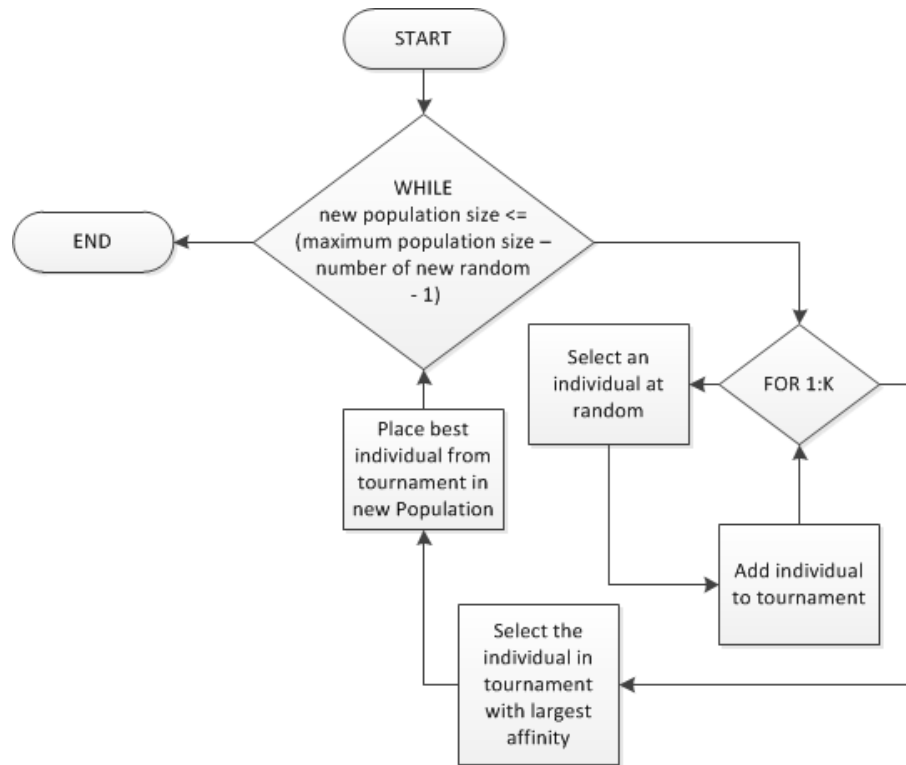 START
WHILE
new population size <=
(maximum population size –
number of new random
- 1)
END
FOR 1:K
Select an
individual at
random
Add individual
to tournament
Select the
individual in
tournament
with largest
affinity
Place best
individual from
tournament in
new Population